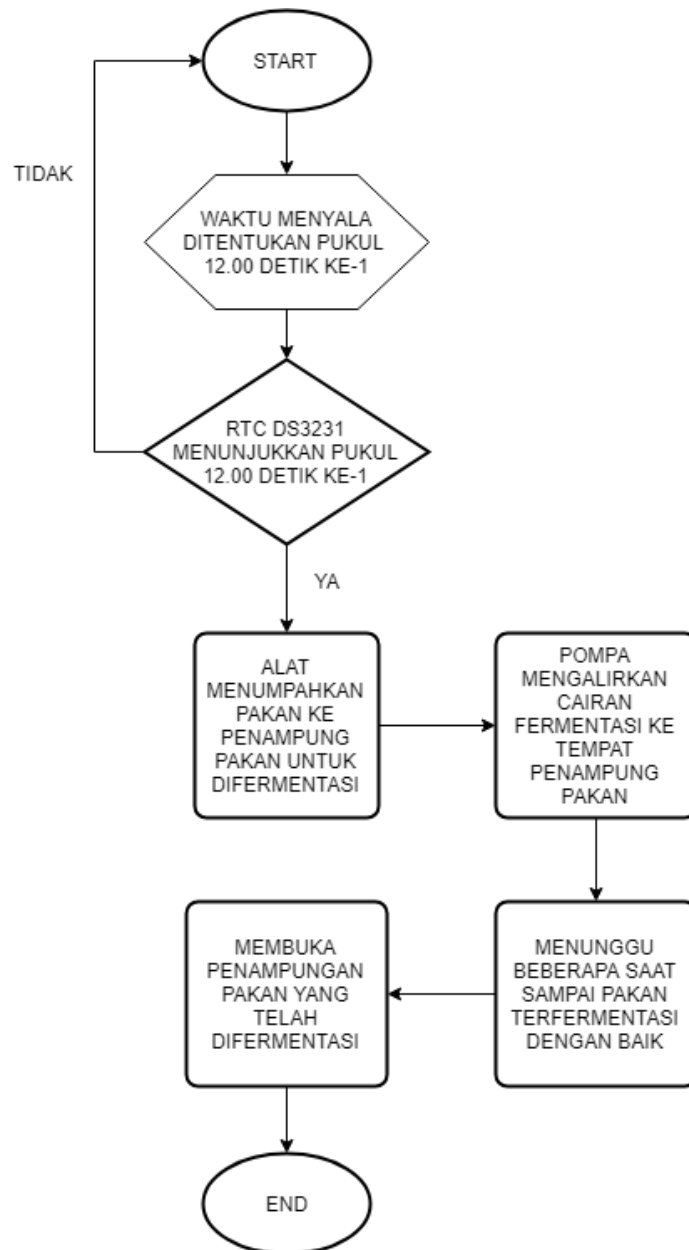 START
TIDAK
WAKTU MENYALA
DITENTUKAN PUKUL
12.00 DETIK KE-1
RTC DS3231
MENUNJUKKAN PUKUL
12.00 DETIK KE-1
YA
ALAT
MENUMPAHKAN
PAKAN KE
PENAMPUNG
PAKAN UNTUK
DIFERMENTASI
POMPA
MENGALIRKAN
CAIRAN
FERMENTASI KE
TEMPAT
PENAMPUNG
PAKAN
MENUNGGU
BEBERAPA SAAT
SAMPAI PAKAN
TERFERMENTASI
DENGAN BAIK
MEMBUKA
PENAMPUNGAN
PAKAN YANG
TELAH
DIFERMENTASI
END